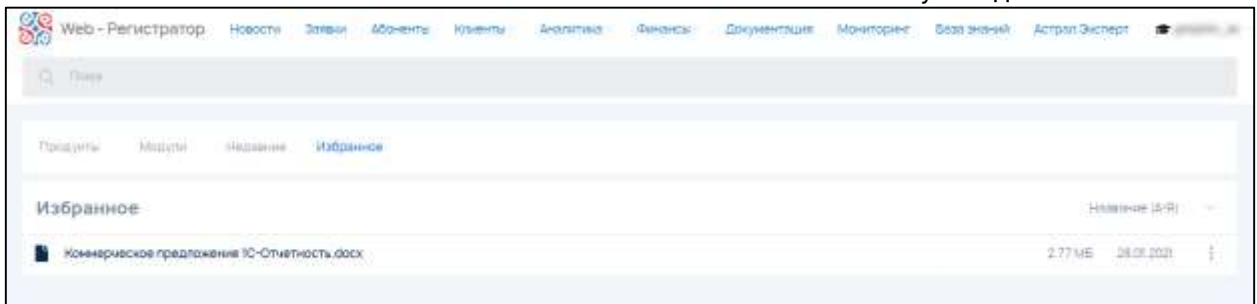 Web - Регистратор Новости Заявки Абоненты Клиенты Аналитика Финансы Документация Мониторинг База знаний Астрал Эксперт
Поиск
Продукты Модули Недавние Избранное
Избранное Название (А-Я)
Коммерческое предложение 1С-Отчетность.docx 2.77 МБ 28.01.2021